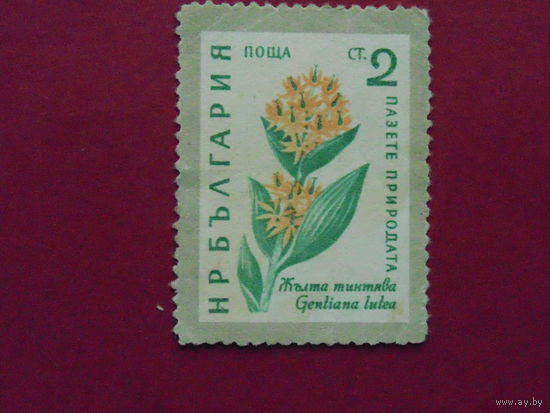 НР БЪЛГАРИЯ
ПОЩА
СТ. 2
ПАЗЕТЕ ПРИРОДАТА
Жълта тинтява
Gentiana lutea
www.ay.by